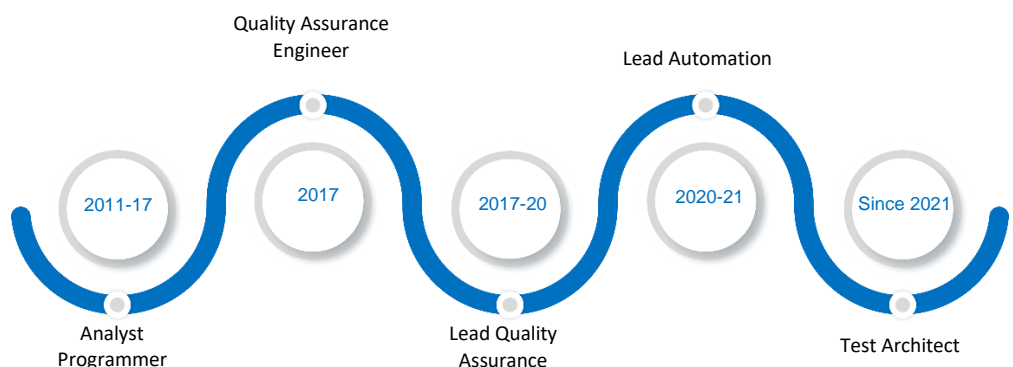 Quality Assurance
Engineer
Lead Automation
2011-17
2017
2017-20
2020-21
Since 2021
Analyst
Programmer
Lead Quality
Assurance
Test Architect